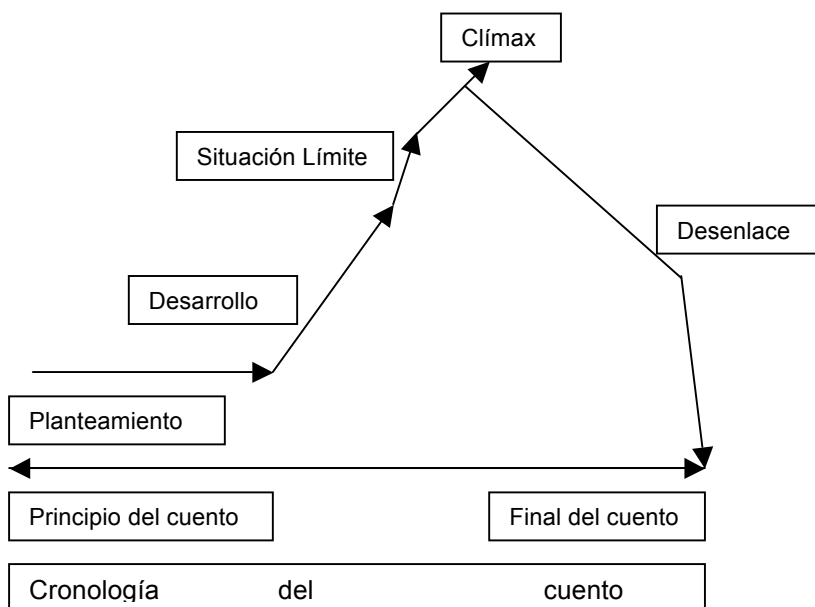 Clímax
Situación Límite
Desenlace
Desarrollo
Planteamiento
Principio del cuento
Final del cuento
Cronología del cuento